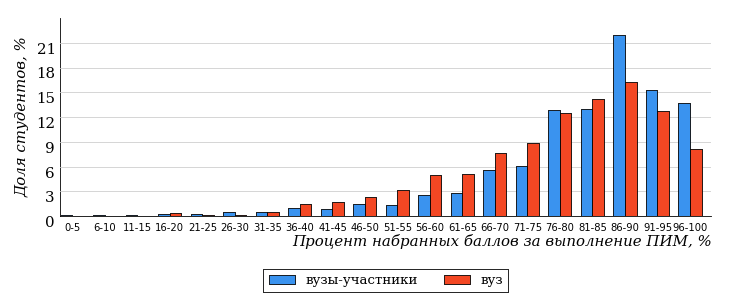 Доля студентов, %
21
18
15
12
9
6
3
0
0-5 6-10 11-15 16-20 21-25 26-30 31-35 36-40 41-45 46-50 51-55 56-60 61-65 66-70 71-75 76-80 81-85 86-90 91-95 96-100
Процент набранных баллов за выполнение ПИМ, %
вузы-участники вуз